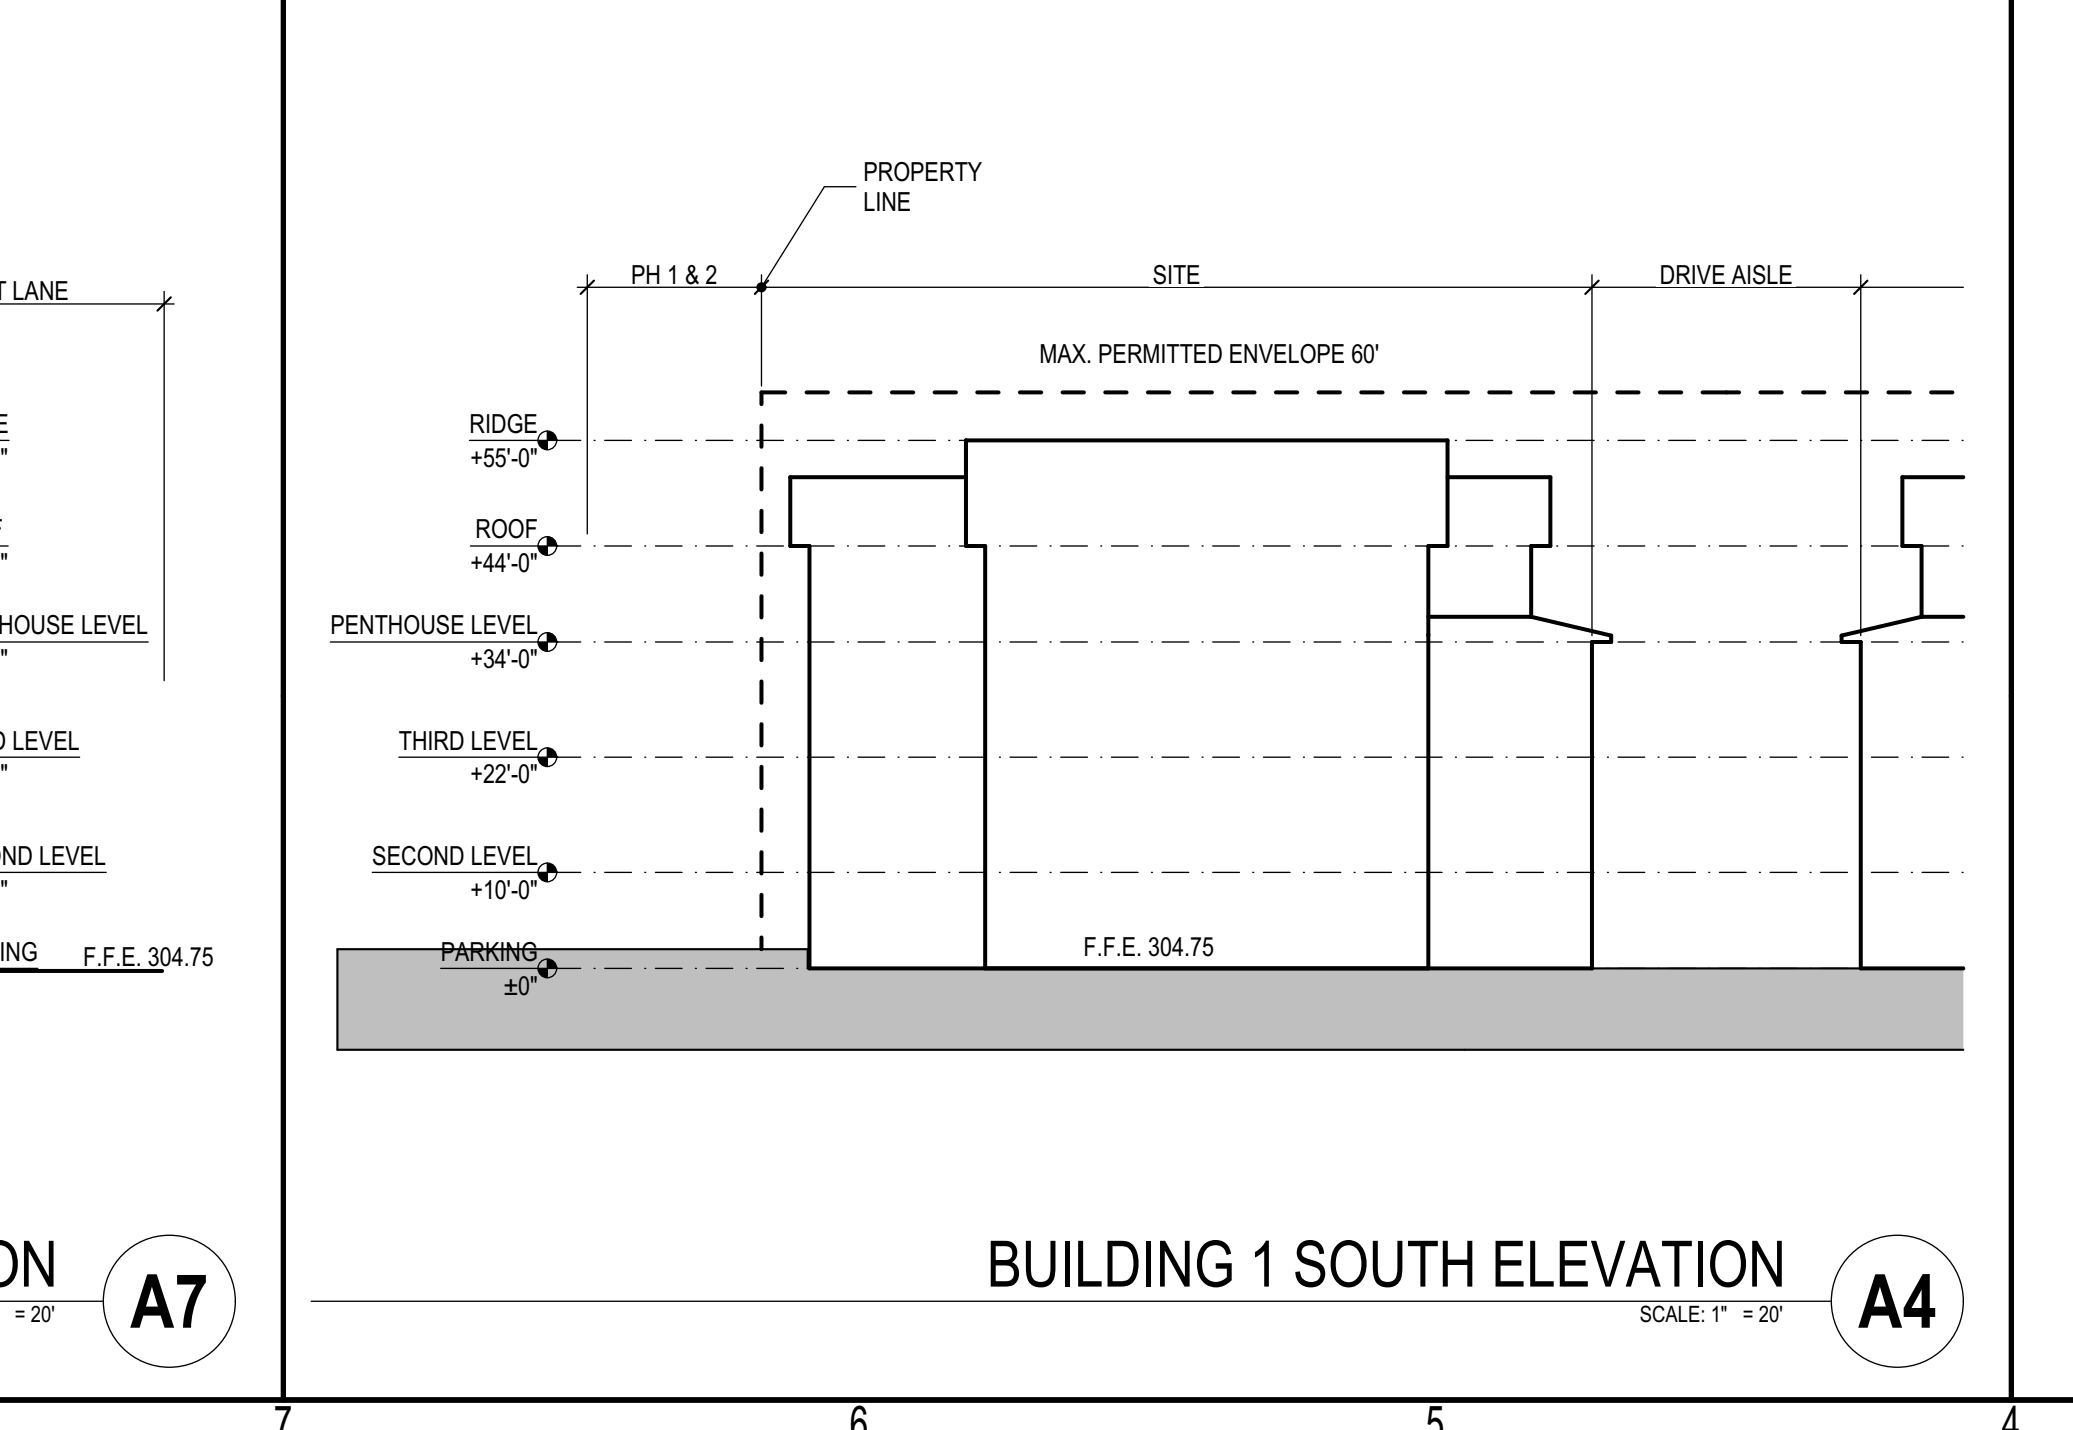 PROPERTY
LINE
T LANE
PH 1 & 2
SITE
DRIVE AISLE
MAX. PERMITTED ENVELOPE 60'
RIDGE
+55'-0"
ROOF
+44'-0"
HOUSE LEVEL
PENTHOUSE LEVEL
+34'-0"
D LEVEL
THIRD LEVEL
+22'-0"
OND LEVEL
SECOND LEVEL
+10'-0"
ING
F.F.E. 304.75
PARKING
±0"
F.F.E. 304.75
ON
= 20'
A7
BUILDING 1 SOUTH ELEVATION
SCALE: 1" = 20'
A4
7
6
5
4